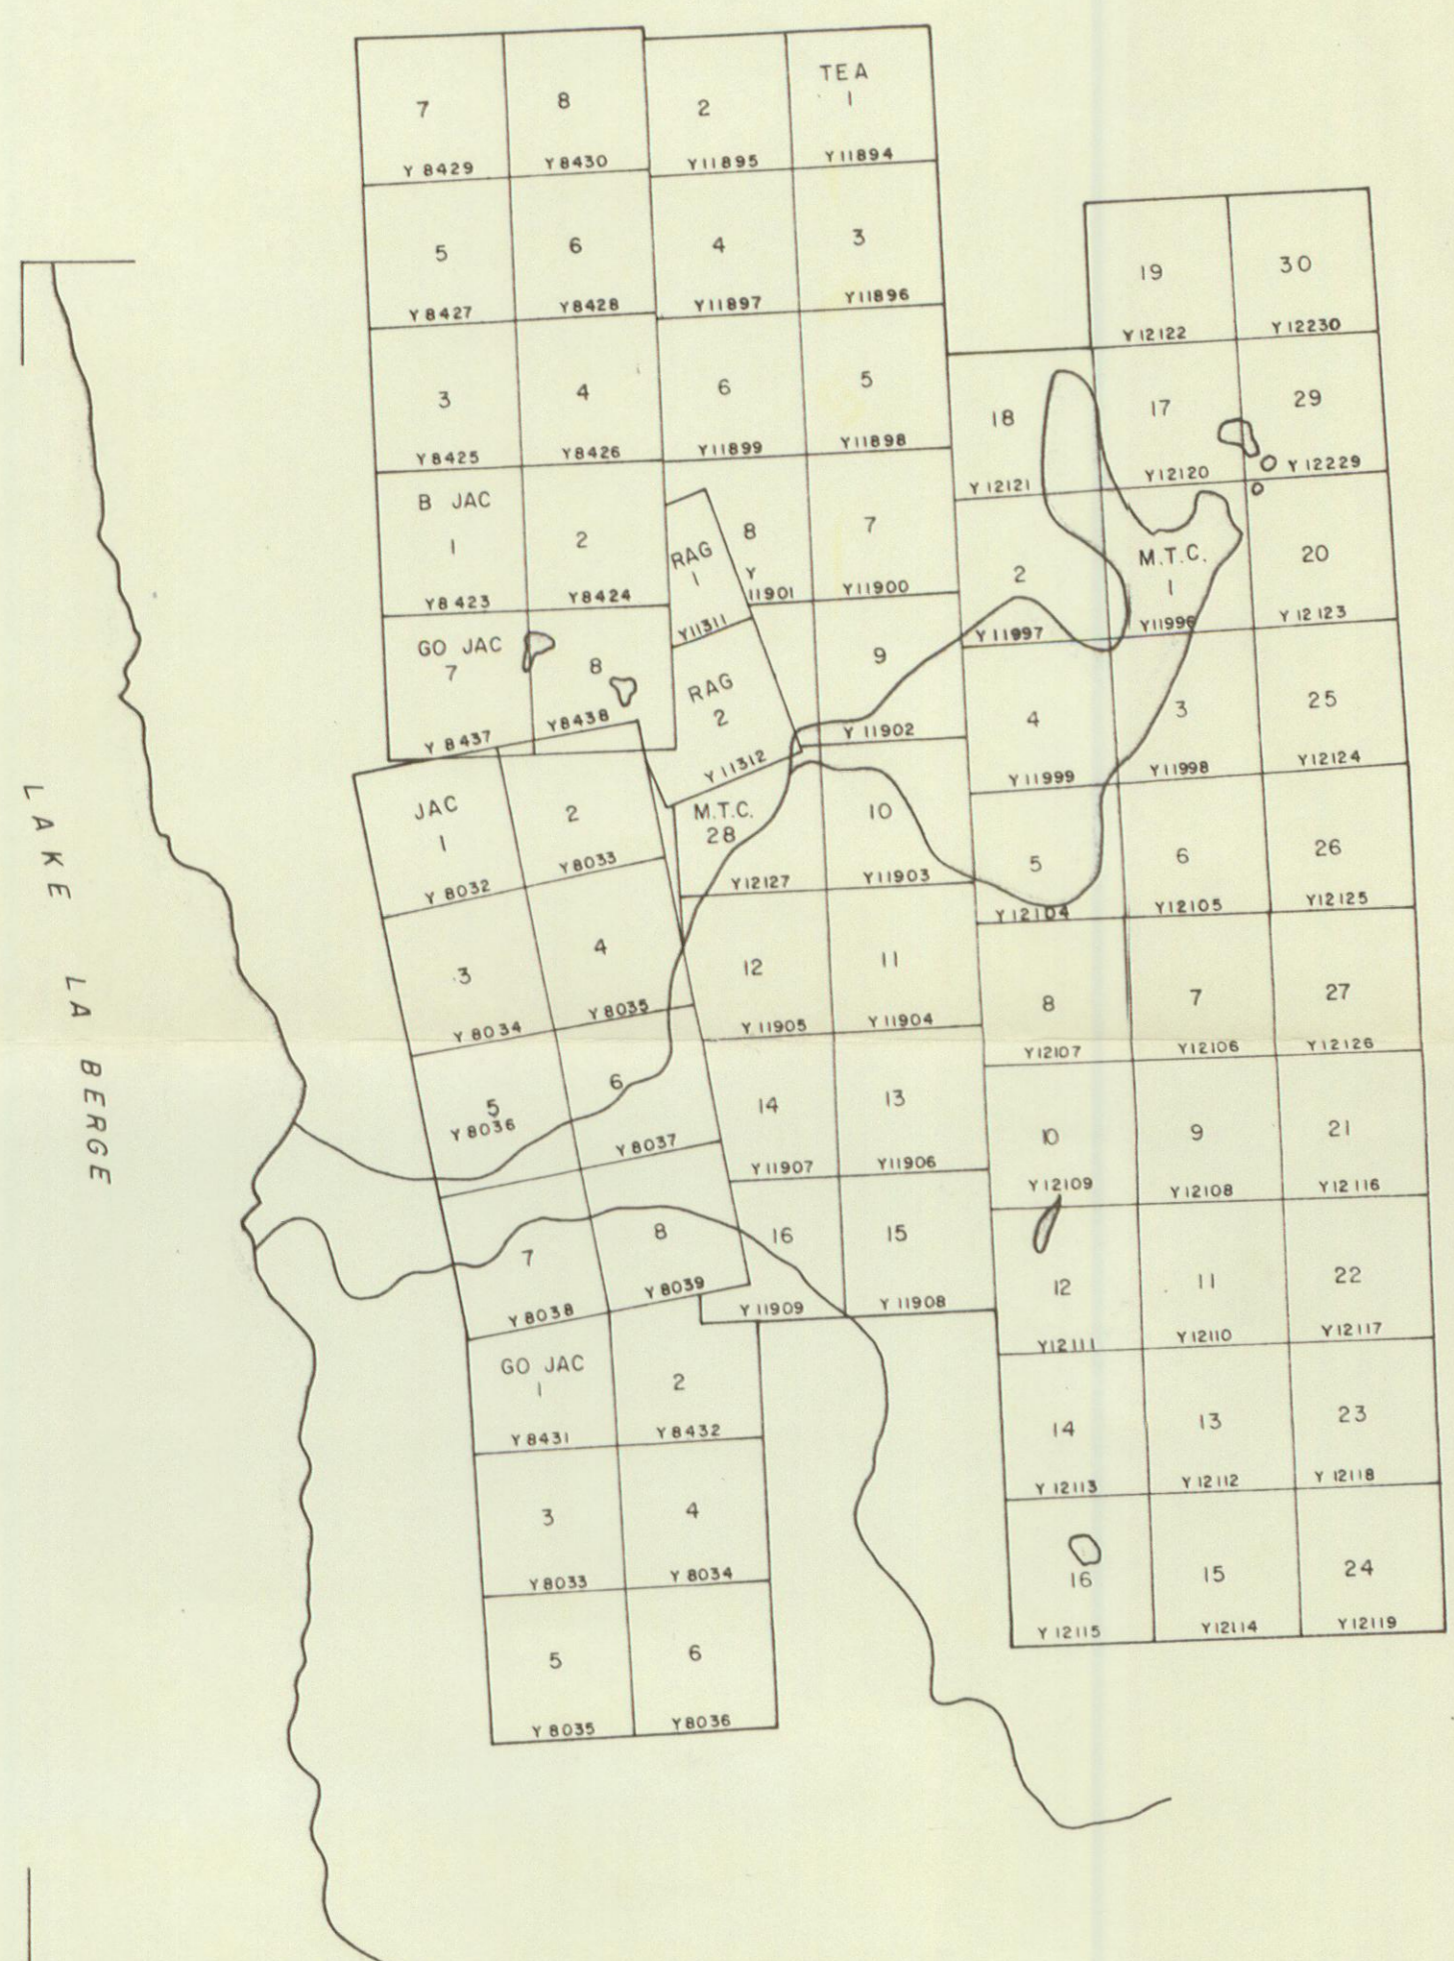 7
Y 8429
8
Y 8430
2
Y 11895
TEA
1
Y 11894
5
Y 8427
6
Y 8428
4
Y 11897
3
Y 11896
3
Y 8425
4
Y 8426
6
Y 11899
5
Y 11898
B JAC
1
Y 8423
2
Y 8424
RAG
1
Y 11311
8
Y
11901
7
Y 11900
GO JAC
7
Y 8437
8
Y 8438
RAG
2
Y 11312
9
Y 11902
19
Y 12122
30
Y 12230
18
Y 12121
17
Y 12120
29
Y 12229
2
Y 11997
M.T.C.
1
Y 11996
20
Y 12123
4
Y 11999
3
Y 11998
25
Y 12124
LAKE LA BERGE
JAC
1
Y 8032
2
Y 8033
M.T.C.
28
Y 12127
10
Y 11903
5
Y 12104
6
Y 12105
26
Y 12125
3
Y 8034
4
Y 8035
12
Y 11905
11
Y 11904
8
Y 12107
7
Y 12106
27
Y 12126
5
Y 8036
6
Y 8037
14
Y 11907
13
Y 11906
10
Y 12109
9
Y 12108
21
Y 12116
7
Y 8038
8
Y 8039
16
Y 11909
15
Y 11908
12
Y 12111
11
Y 12110
22
Y 12117
GO JAC
1
Y 8431
2
Y 8432
14
Y 12113
13
Y 12112
23
Y 12118
3
Y 8033
4
Y 8034
16
Y 12115
15
Y 12114
24
Y 12119
5
Y 8035
6
Y 8036